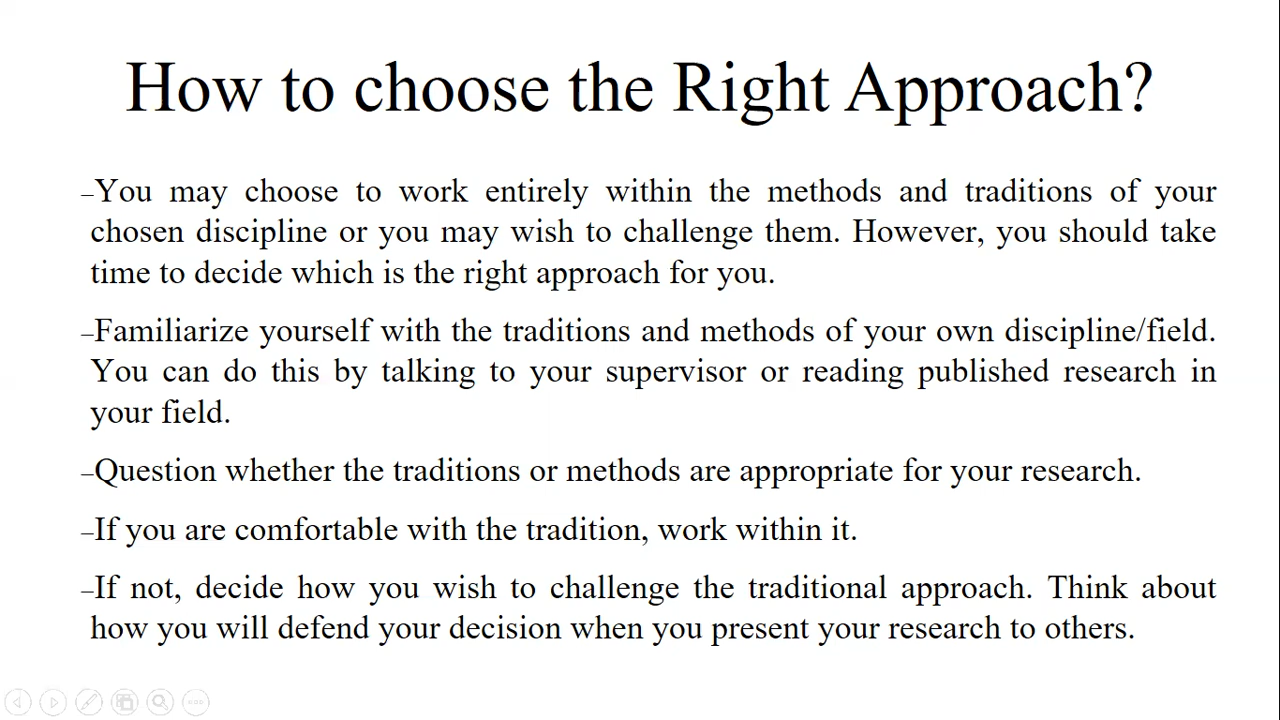 How to choose the Right Approach?
–You may choose to work entirely within the methods and traditions of your
chosen discipline or you may wish to challenge them. However, you should take
time to decide which is the right approach for you.
–Familiarize yourself with the traditions and methods of your own discipline/field.
You can do this by talking to your supervisor or reading published research in
your field.
–Question whether the traditions or methods are appropriate for your research.
–If you are comfortable with the tradition, work within it.
–If not, decide how you wish to challenge the traditional approach. Think about
how you will defend your decision when you present your research to others.